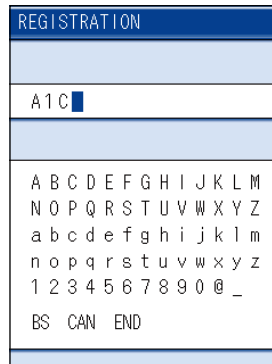 REGISTRATION
A1C
A B C D E F G H I J K L M
N O P Q R S T U V W X Y Z
a b c d e f g h i j k l m
n o p q r s t u v w x y z
1 2 3 4 5 6 7 8 9 0 @ _
BS CAN END